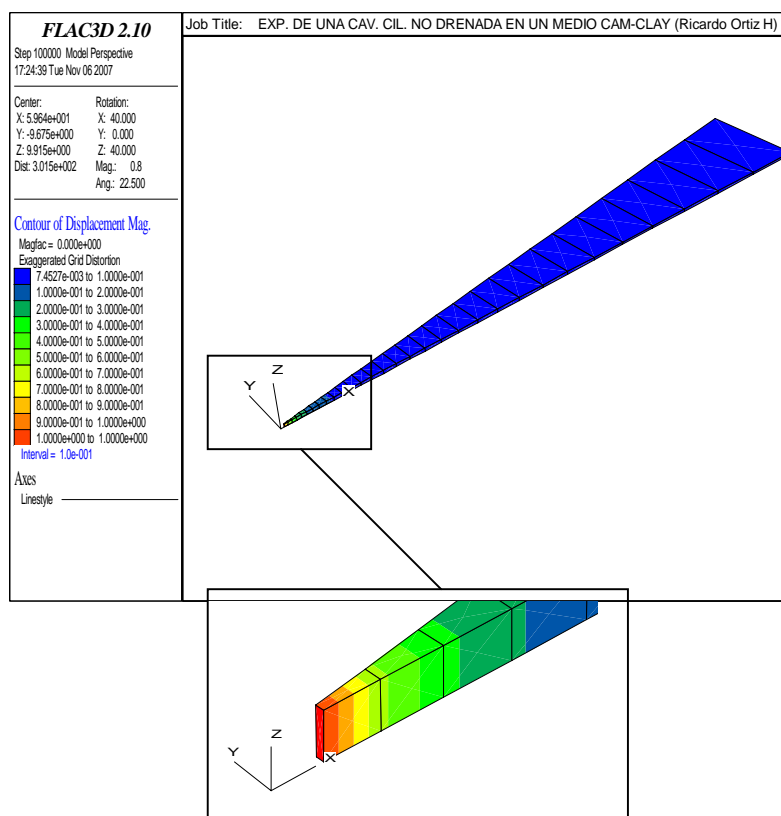 FLAC3D 2.10
Step 100000 Model Perspective
17:24:39 Tue Nov 06 2007
Center:
X: 5.964e+001
Y: -9.675e+000
Z: 9.915e+000
Dist: 3.015e+002
Rotation:
X: 40.000
Y: 0.000
Z: 40.000
Mag.: 0.8
Ang.: 22.500
Contour of Displacement Mag.
Magfac = 0.000e+000
Exaggerated Grid Distortion
7.4527e-003 to 1.0000e-001
1.0000e-001 to 2.0000e-001
2.0000e-001 to 3.0000e-001
3.0000e-001 to 4.0000e-001
4.0000e-001 to 5.0000e-001
5.0000e-001 to 6.0000e-001
6.0000e-001 to 7.0000e-001
7.0000e-001 to 8.0000e-001
8.0000e-001 to 9.0000e-001
9.0000e-001 to 1.0000e+000
1.0000e+000 to 1.0000e+000
Interval = 1.0e-001
Axes
Linestyle
Job Title: EXP. DE UNA CAV. CIL. NO DRENADA EN UN MEDIO CAM-CLAY (Ricardo Ortiz H)
Z
Y
X
Z
Y
X